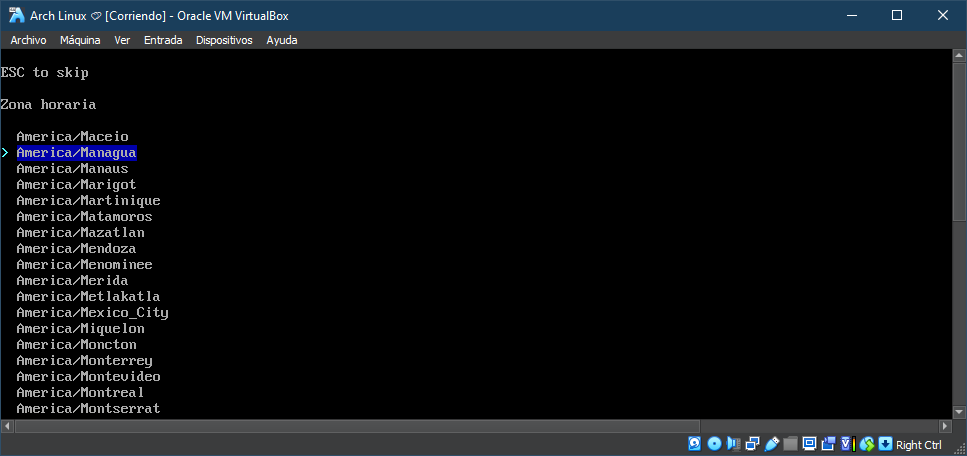 Arch Linux [Corriendo] - Oracle VM VirtualBox
Archivo Máquina Ver Entrada Dispositivos Ayuda
ESC to skip
Zona horaria
America/Maceio
> America/Managua
America/Manaus
America/Marigot
America/Martinique
America/Matamoros
America/Mazatlan
America/Mendoza
America/Menominee
America/Merida
America/Metlakatla
America/Mexico_City
America/Miquelon
America/Moncton
America/Monterrey
America/Montevideo
America/Montreal
America/Montserrat
Right Ctrl